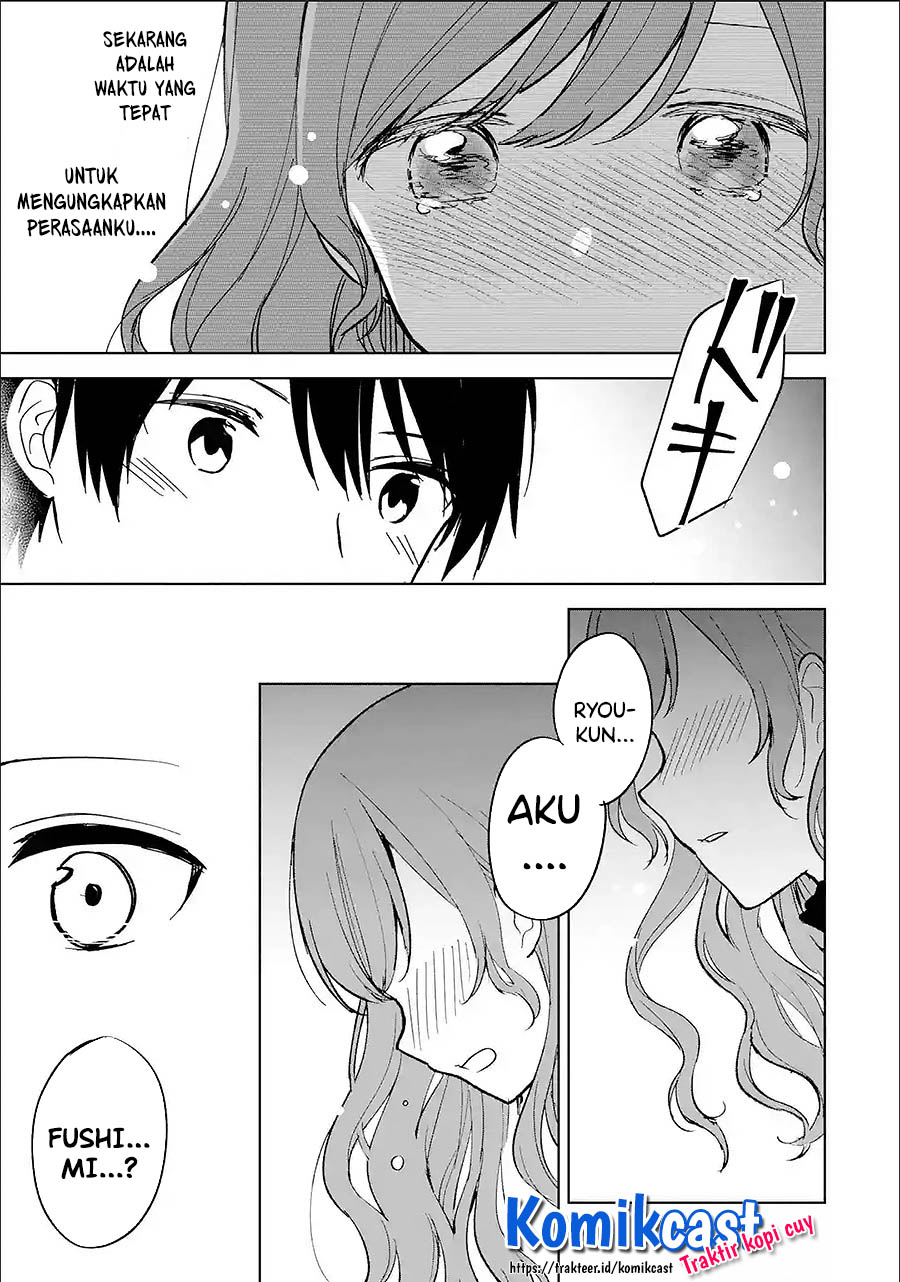 SEKARANG
ADALAH
WAKTU YANG
TEPAT
UNTUK
MENGUNGKAPKAN
PERASAANKU....
ドキ
RYOU-
KUN...
AKU
....
FUSHI...
MI...?
Komikcast
Traktir kopi cuy
https://trakteer.id/komikcast